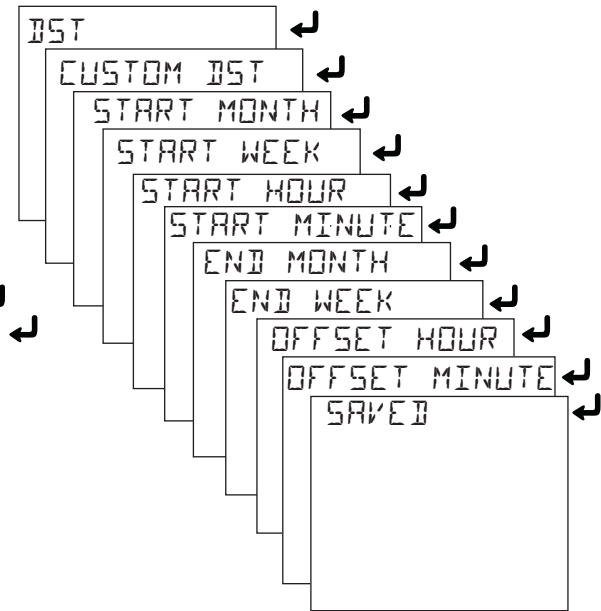 DST
CUSTOM DST
START MONTH
START WEEK
START HOUR
START MINUTE
END MONTH
END WEEK
OFFSET HOUR
OFFSET MINUTE
SAVED